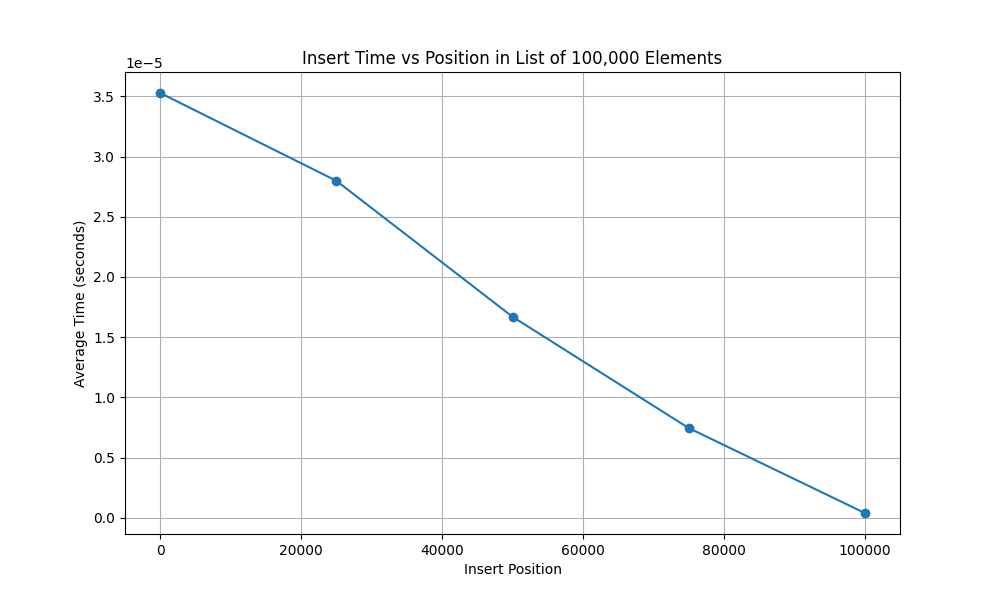 Insert Time vs Position in List of 100,000 Elements
1e−5
3.5
3.0
2.5
2.0
1.5
1.0
0.5
0.0
Average Time (seconds)
0 20000 40000 60000 80000 100000
Insert Position